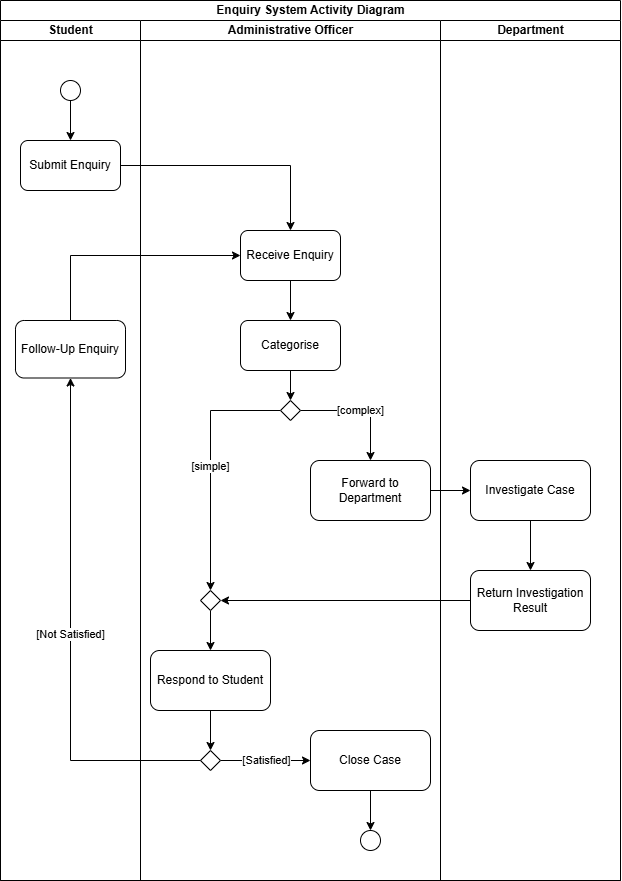 Enquiry System Activity Diagram
Student
Administrative Officer
Department
Submit Enquiry
Receive Enquiry
Follow-Up Enquiry
Categorise
[complex]
[simple]
Forward to
Department
Investigate Case
Return Investigation
Result
[Not Satisfied]
Respond to Student
[Satisfied]
Close Case